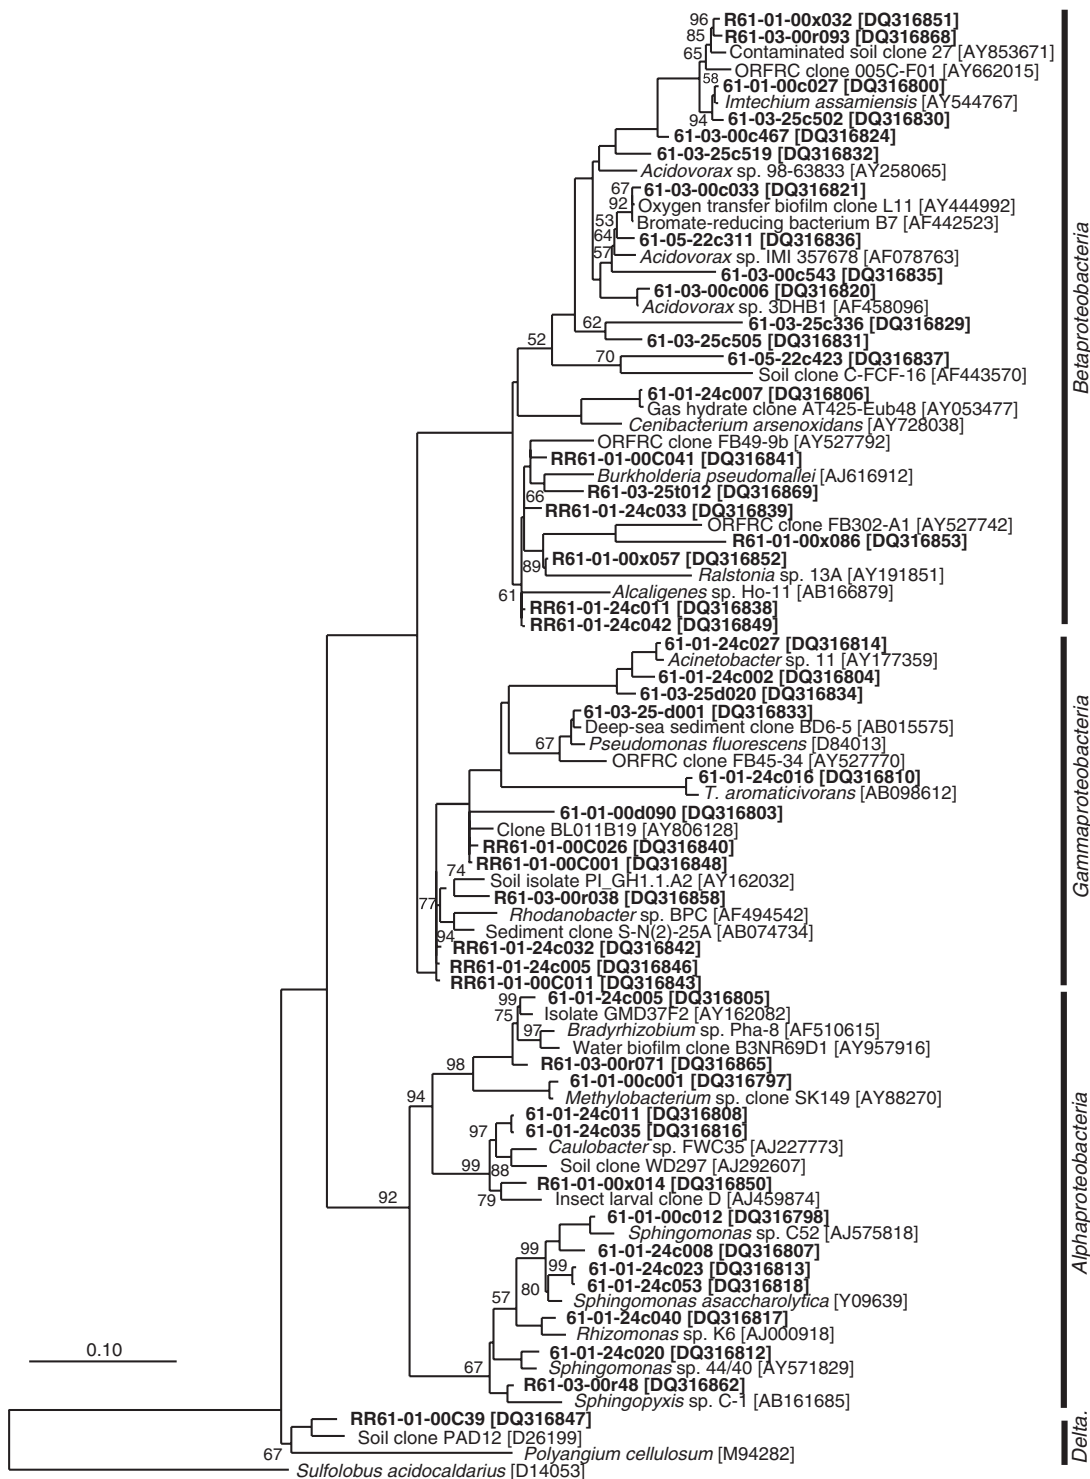 96 R61-01-00x032 [DQ316851]
85 R61-03-00r093 [DQ316868]
65 Contaminated soil clone 27 [AY853671]
ORFRC clone 005C-F01 [AY662015]
58 61-01-00c027 [DQ316800]
Imtechium assamiensis [AY544767]
94 61-03-25c502 [DQ316830]
61-03-00c467 [DQ316824]
61-03-25c519 [DQ316832]
Acidovorax sp. 98-63833 [AY258065]
67 61-03-00c033 [DQ316821]
92 Oxygen transfer biofilm clone L11 [AY444992]
53 Bromate-reducing bacterium B7 [AF442523]
64 61-05-22c311 [DQ316836]
57 Acidovorax sp. IMI 357678 [AF078763]
61-03-00c543 [DQ316835]
61-03-00c006 [DQ316820]
Acidovorax sp. 3DHB1 [AF458096]
62 61-03-25c336 [DQ316829]
61-03-25c505 [DQ316831]
52
70 61-05-22c423 [DQ316837]
Soil clone C-FCF-16 [AF443570]
61-01-24c007 [DQ316806]
Gas hydrate clone AT425-Eub48 [AY053477]
Cenibacterium arsenoxidans [AY728038]
ORFRC clone FB49-9b [AY527792]
RR61-01-00C041 [DQ316841]
Burkholderia pseudomallei [AJ616912]
66 R61-03-25t012 [DQ316869]
RR61-01-24c033 [DQ316839]
ORFRC clone FB302-A1 [AY527742]
R61-01-00x086 [DQ316853]
89 R61-01-00x057 [DQ316852]
Ralstonia sp. 13A [AY191851]
61 Alcaligenes sp. Ho-11 [AB166879]
RR61-01-24c011 [DQ316838]
RR61-01-24c042 [DQ316849]
Betaproteobacteria
61-01-24c027 [DQ316814]
Acinetobacter sp. 11 [AY177359]
61-01-24c002 [DQ316804]
61-03-25d020 [DQ316834]
61-03-25-d001 [DQ316833]
Deep-sea sediment clone BD6-5 [AB015575]
67 Pseudomonas fluorescens [D84013]
ORFRC clone FB45-34 [AY527770]
61-01-24c016 [DQ316810]
T. aromaticivorans [AB098612]
61-01-00d090 [DQ316803]
Clone BL011B19 [AY806128]
RR61-01-00C026 [DQ316840]
RR61-01-00C001 [DQ316848]
74 Soil isolate PI_GH1.1.A2 [AY162032]
77 R61-03-00r038 [DQ316858]
Rhodanobacter sp. BPC [AF494542]
94 Sediment clone S-N(2)-25A [AB074734]
RR61-01-24c032 [DQ316842]
RR61-01-24c005 [DQ316846]
RR61-01-00C011 [DQ316843]
Gammaproteobacteria
99 61-01-24c005 [DQ316805]
75 Isolate GMD37F2 [AY162082]
97 Bradyrhizobium sp. Pha-8 [AF510615]
Water biofilm clone B3NR69D1 [AY957916]
98 R61-03-00r071 [DQ316865]
61-01-00c001 [DQ316797]
94 Methylobacterium sp. clone SK149 [AY88270]
61-01-24c011 [DQ316808]
97 61-01-24c035 [DQ316816]
Caulobacter sp. FWC35 [AJ227773]
99 88 Soil clone WD297 [AJ292607]
R61-01-00x014 [DQ316850]
92 79 Insect larval clone D [AJ459874]
61-01-00c012 [DQ316798]
Sphingomonas sp. C52 [AJ575818]
99 61-01-24c008 [DQ316807]
99 61-01-24c023 [DQ316813]
80 61-01-24c053 [DQ316818]
57 Sphingomonas asaccharolytica [Y09639]
61-01-24c040 [DQ316817]
Rhizomonas sp. K6 [AJ000918]
61-01-24c020 [DQ316812]
67 Sphingomonas sp. 44/40 [AY571829]
R61-03-00r48 [DQ316862]
Sphingopyxis sp. C-1 [AB161685]
Alphaproteobacteria
0.10
RR61-01-00C39 [DQ316847]
Soil clone PAD12 [D26199]
67 Polyangium cellulosum [M94282]
Delta.
Sulfolobus acidocaldarius [D14053]